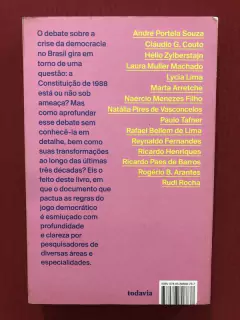 O debate sobre a
crise da democracia
no Brasil gira em
torno de uma
questão: a
Constituição de 1988
está ou não sob
ameaça? Mas como
aprofundar
esse debate sem
conhecê-la em
detalhe, bem como
suas transformações
ao longo das últimas
três décadas? Eis o
feito deste livro, em
que o documento que
pactua as regras do
jogo democrático
é esmiuçado com
profundidade
e clareza por
pesquisadores de
diversas áreas e
especialidades.
André Portela Souza
Cláudio G. Couto
Hélio Zylberstajn
Laura Muller Machado
Lycia Lima
Marta Arretche
Naercio Menezes Filho
Natália Pires de Vasconcelos
Paulo Tafner
Rafael Bellem de Lima
Reynaldo Fernandes
Ricardo Henriques
Ricardo Paes de Barros
Rogério B. Arantes
Rudi Rocha
todavia